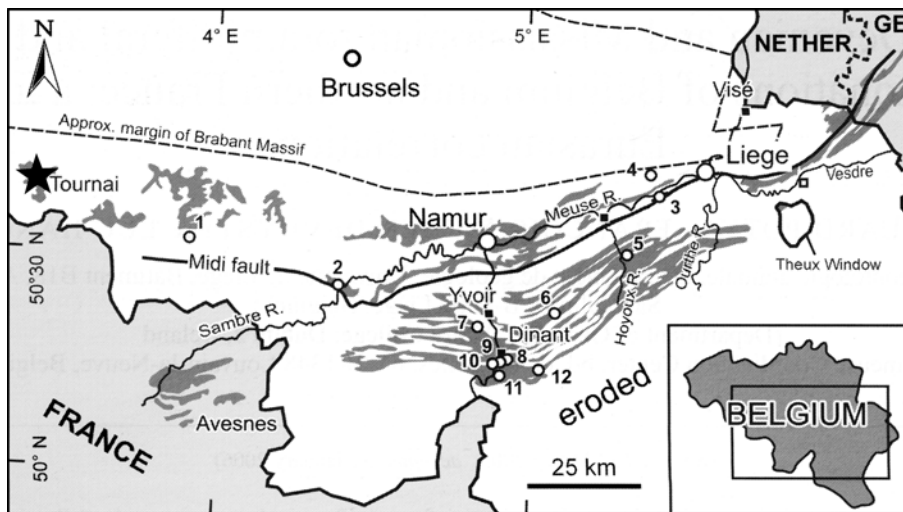 N
4° E
5° E
GE
NETHER.
Brussels
Visé
Approx. margin of Brabant Massif
Liege
4
Tournai
Vesdre
Meuse R.
3
Namur
1
5
Ourthe R.
Theux Window
50°30 N
Midi fault
2
Hoyoux R.
Yvoir
6
Sambre R.
7
Dinant
9
8
10
11
12
eroded
BELGIUM
FRANCE
Avesnes
50° N
25 km